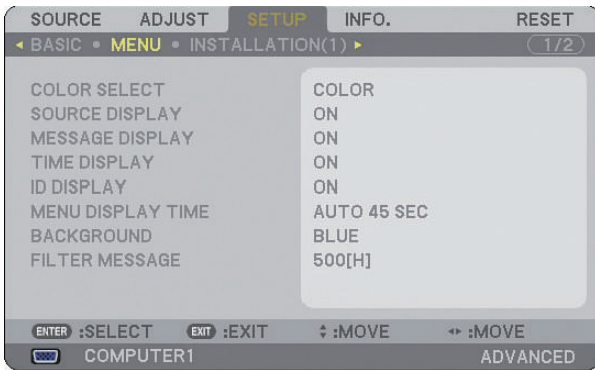 SOURCE ADJUST SETUP INFO. RESET
BASIC • MENU • INSTALLATION(1) 1/2
COLOR SELECT COLOR
SOURCE DISPLAY ON
MESSAGE DISPLAY ON
TIME DISPLAY ON
ID DISPLAY ON
MENU DISPLAY TIME AUTO 45 SEC
BACKGROUND BLUE
FILTER MESSAGE 500[H]
ENTER :SELECT EXIT :EXIT :MOVE :MOVE
COMPUTER1 ADVANCED